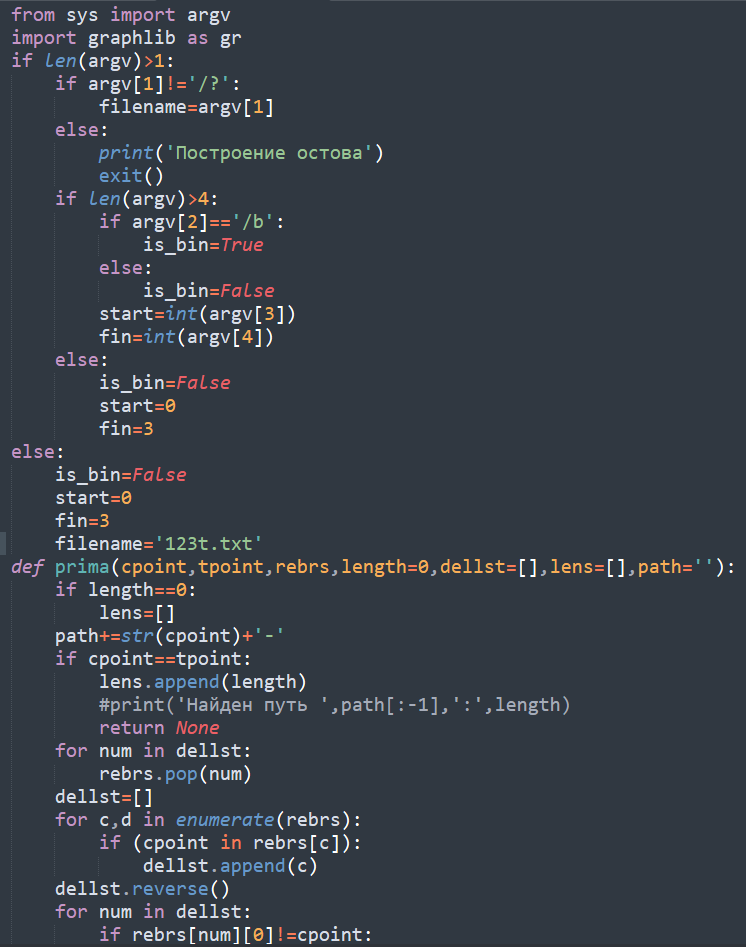 from sys import argv
import graphlib as gr
if len(argv)>1:
    if argv[1]!='/?':
        filename=argv[1]
    else:
        print('Построение остова')
        exit()
    if len(argv)>4:
        if argv[2]=='/b':
            is_bin=True
        else:
            is_bin=False
        start=int(argv[3])
        fin=int(argv[4])
    else:
        is_bin=False
        start=0
        fin=3
else:
    is_bin=False
    start=0
    fin=3
    filename='123t.txt'
def prima(cpoint,tpoint,rebrs,length=0,dellst=[],lens=[],path=''):
    if length==0:
        lens=[]
    path+=str(cpoint)+'-'
    if cpoint==tpoint:
        lens.append(length)
        #print('Найден путь ',path[:-1],':',length)
        return None
    for num in dellst:
        rebrs.pop(num)
    dellst=[]
    for c,d in enumerate(rebrs):
        if (cpoint in rebrs[c]):
            dellst.append(c)
    dellst.reverse()
    for num in dellst:
        if rebrs[num][0]!=cpoint: